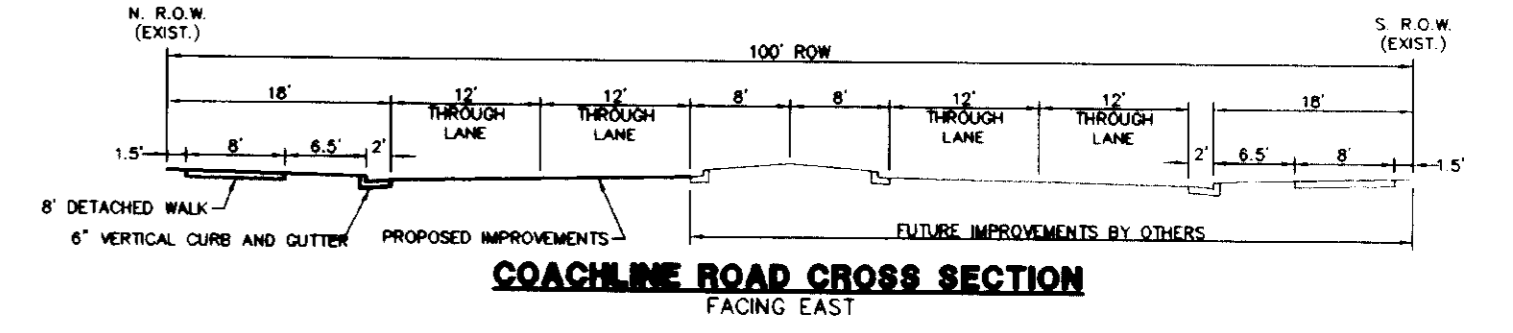 N. R.O.W.
(EXIST.)
S. R.O.W.
(EXIST.)
100' ROW
18'
12'
THROUGH
LANE
12'
THROUGH
LANE
8'
8'
12'
THROUGH
LANE
12'
THROUGH
LANE
18'
1.5'
8'
6.5'
2'
2'
6.5'
8'
1.5'
8' DETACHED WALK
6" VERTICAL CURB AND GUTTER
PROPOSED IMPROVEMENTS
FUTURE IMPROVEMENTS BY OTHERS
COACHLINE ROAD CROSS SECTION
FACING EAST